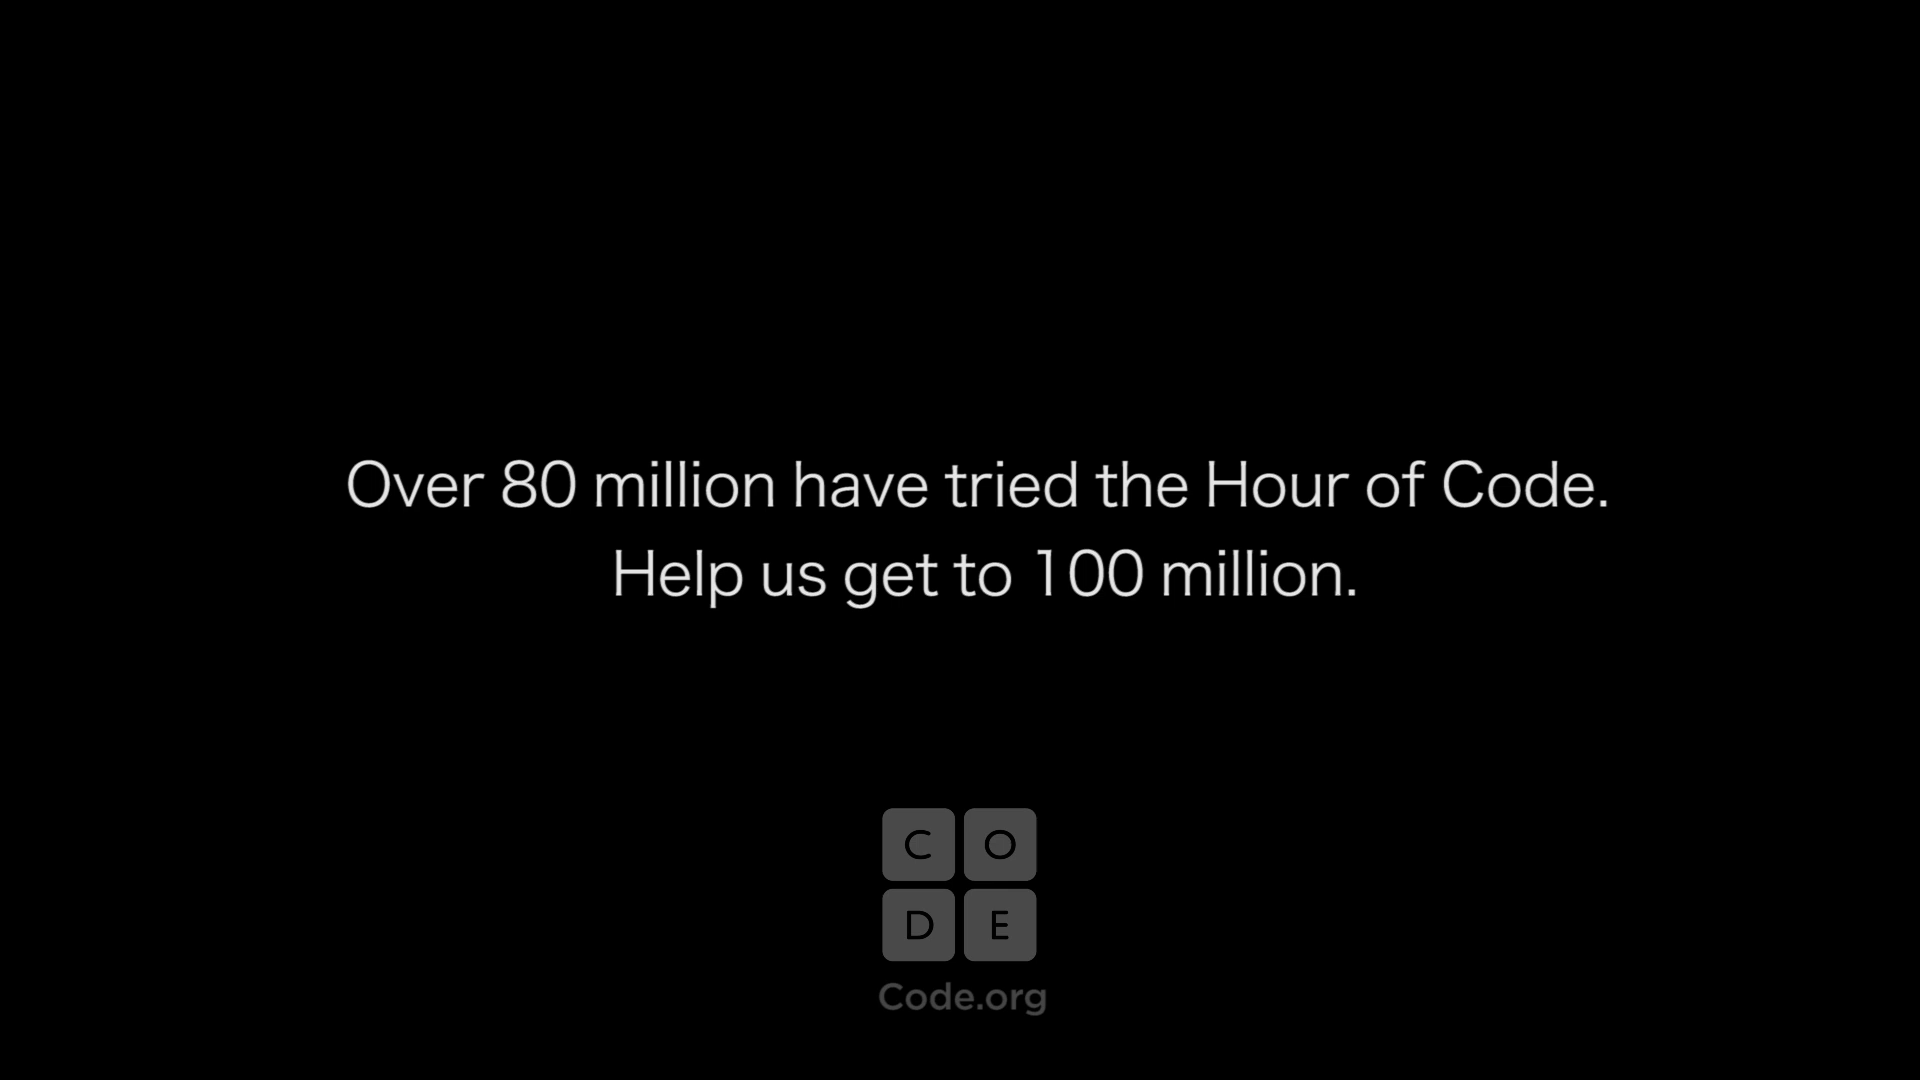 Over 80 million have tried the Hour of Code.
Help us get to 100 million.
C O
D E
Code.org